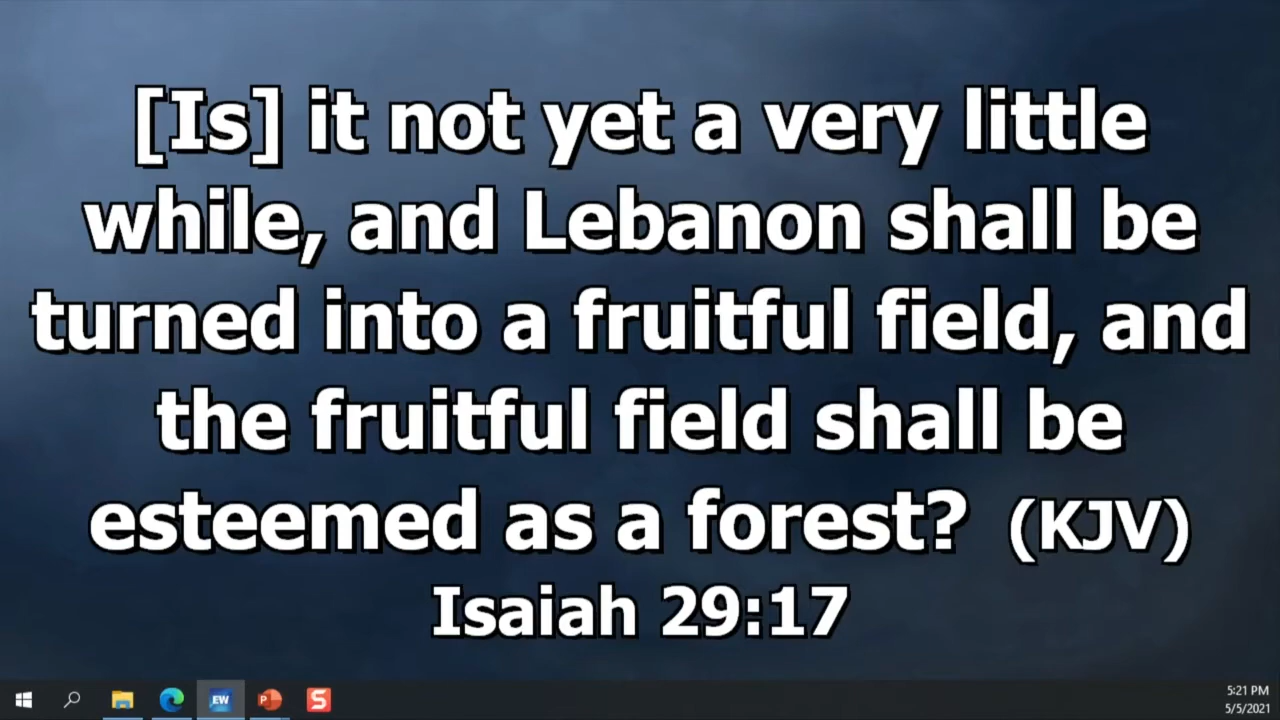 [Is] it not yet a very little
while, and Lebanon shall be
turned into a fruitful field, and
the fruitful field shall be
esteemed as a forest? (KJV)
Isaiah 29:17
EW
P
S
5:21 PM
5/5/2021